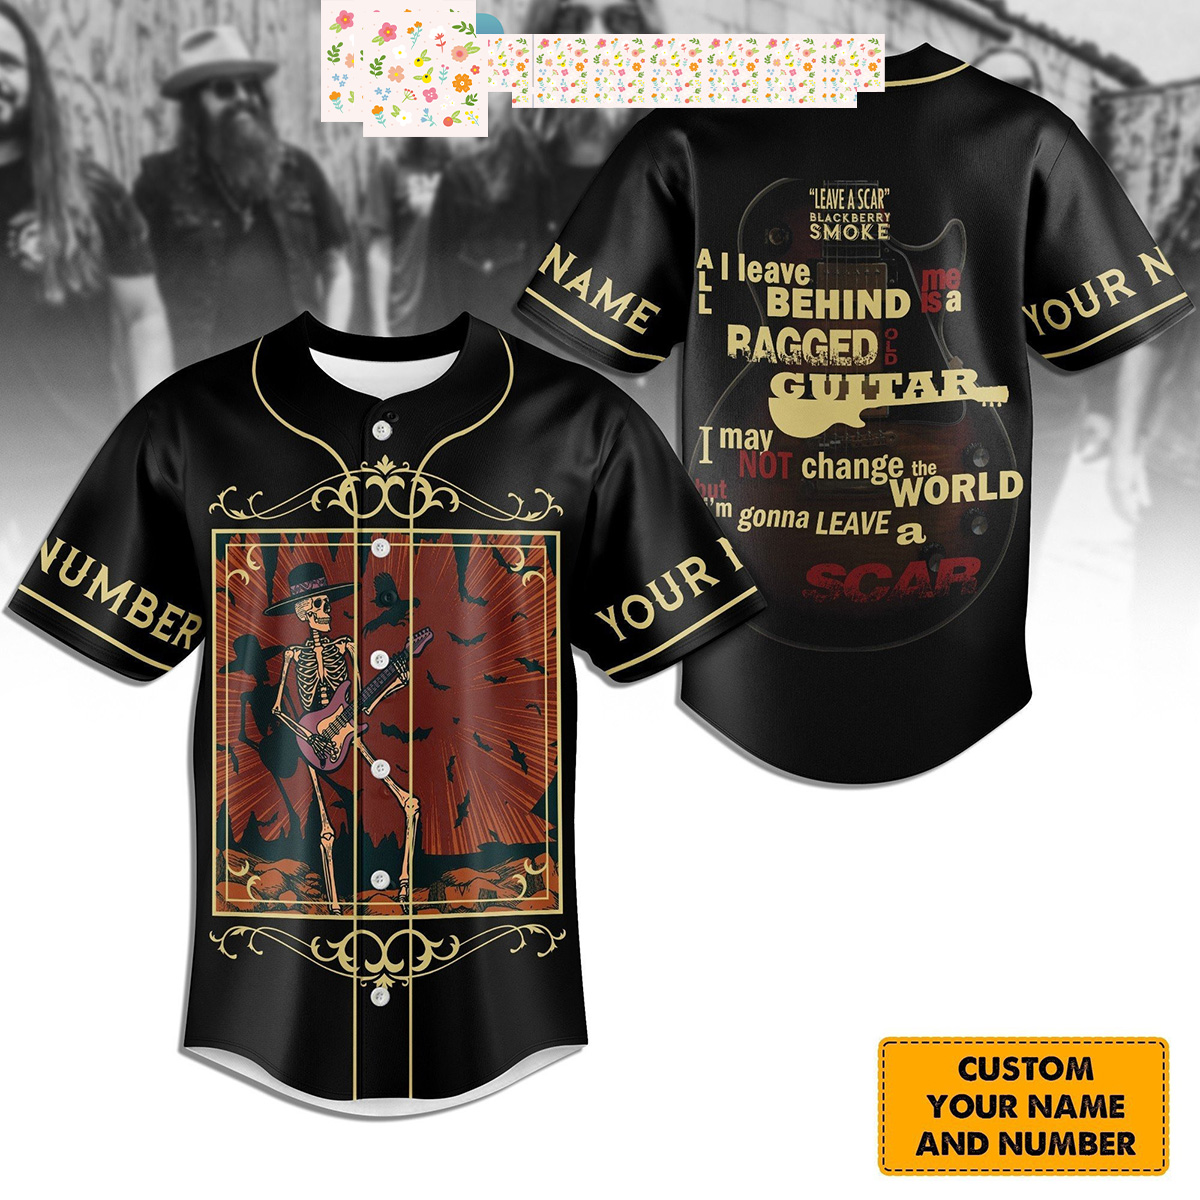 "LEAVE A SCAR"
BLACKBERRY
SMOKE
ALL I leave me
BEHIND is a
RAGGED OLD
GUITAR
I may
NOT change the
but WORLD
I'm gonna LEAVE a
SCAR
NAME
YOUR N
NUMBER
YOUR
CUSTOM
YOUR NAME
AND NUMBER